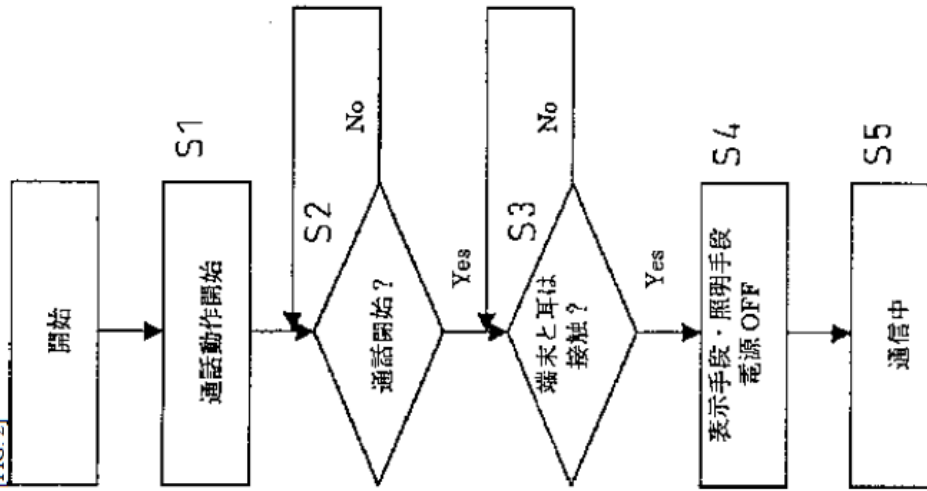 開始
S1
通話動作開始
S2
通話開始?
No
Yes
S3
端末と耳は
接触?
No
Yes
S4
表示手段・照明手段
電源 OFF
S5
通信中